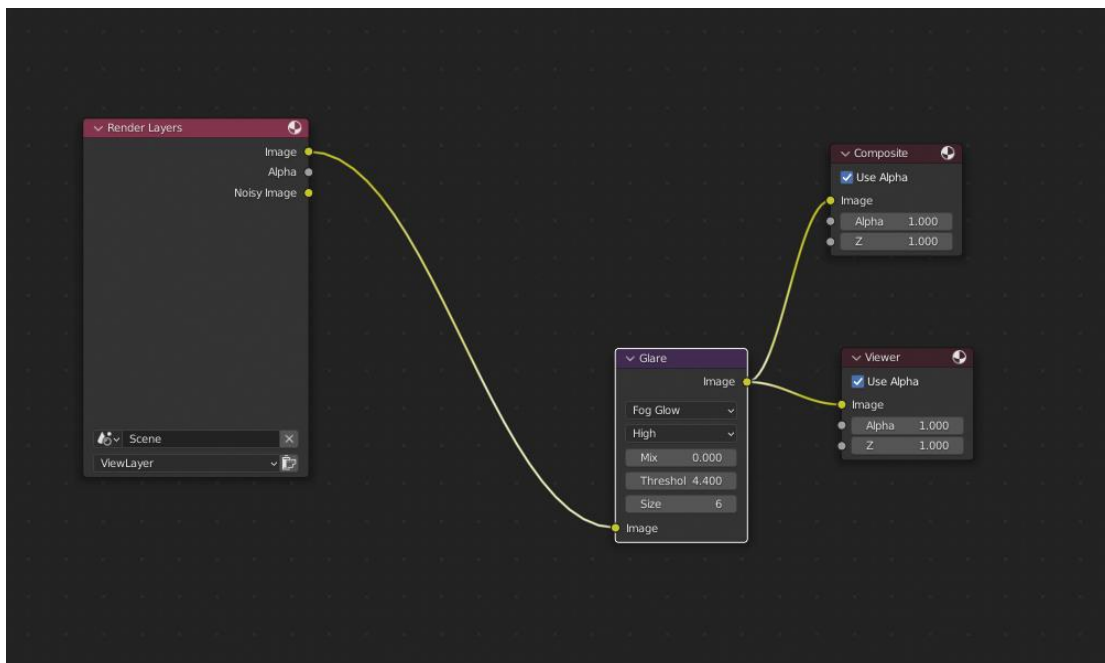 Render Layers
Image
Alpha
Noisy Image
Scene
ViewLayer
Glare
Image
Fog Glow
High
Mix 0.000
Threshol 4.400
Size 6
Image
Composite
Use Alpha
Image
Alpha 1.000
Z 1.000
Viewer
Use Alpha
Image
Alpha 1.000
Z 1.000